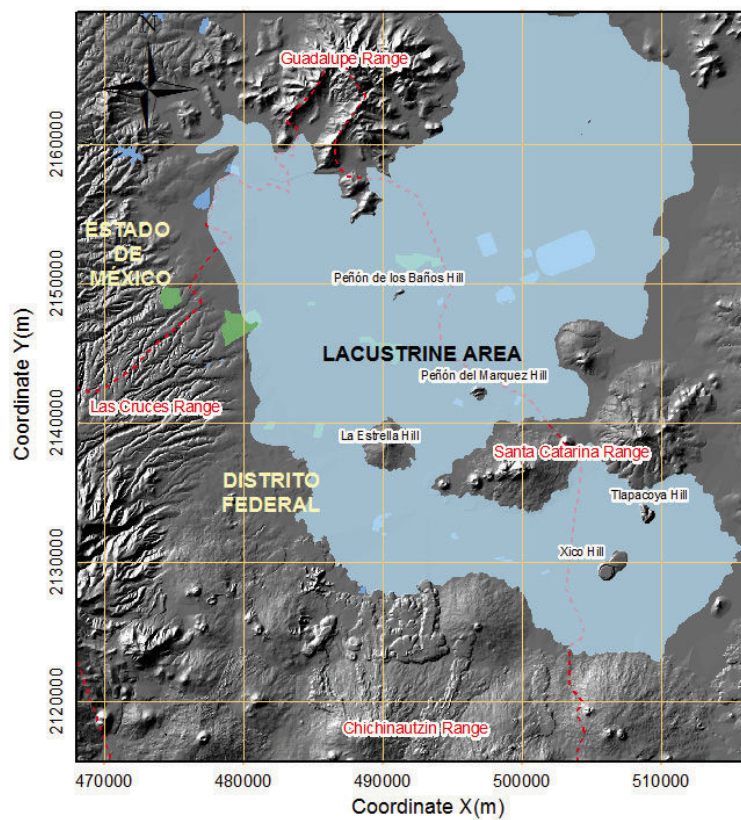 N
Guadalupe Range
2160000
ESTADO
DE
MÉXICO
2150000
Peñón de los Baños Hill
LACUSTRINE AREA
Peñón del Marquez Hill
Las Cruces Range
2140000
La Estrella Hill
Santa Catarina Range
DISTRITO
FEDERAL
Tlapacoya Hill
Xico Hill
2130000
2120000
Chichinautzin Range
Coordinate Y(m)
470000 480000 490000 500000 510000
Coordinate X(m)